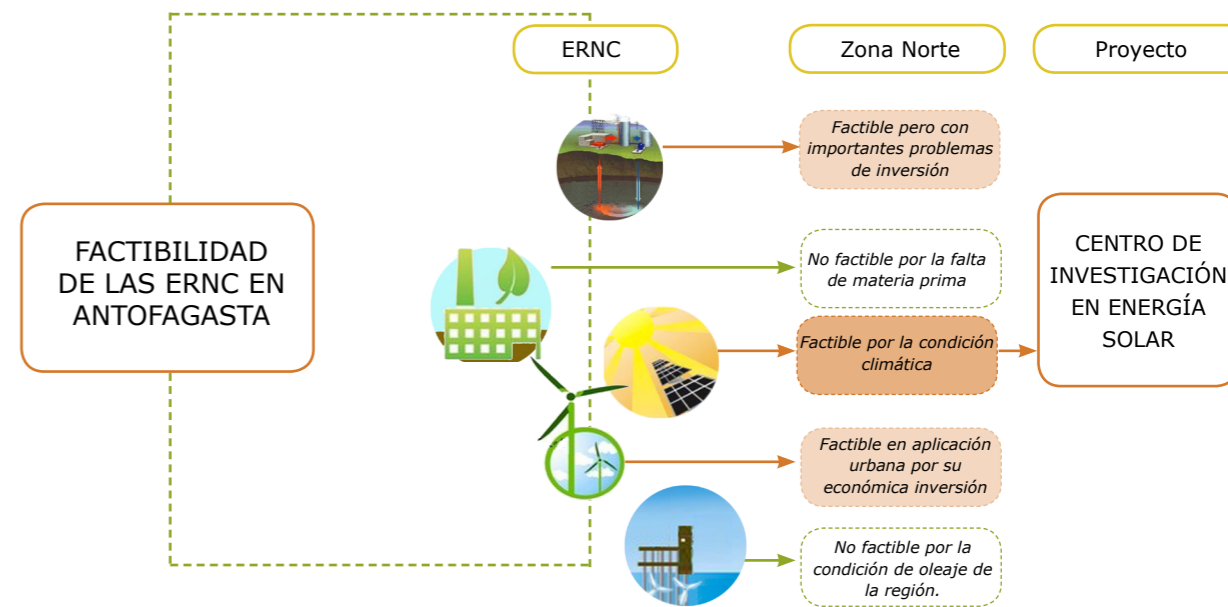 ERNC
Zona Norte
Proyecto
FACTIBILIDAD
DE LAS ERNC EN
ANTOFAGASTA
Factible pero con
importantes problemas
de inversión
No factible por la falta
de materia prima
Factible por la condición
climática
Factible en aplicación
urbana por su
económica inversión
No factible por la
condición de oleaje de
la región.
CENTRO DE
INVESTIGACIÓN
EN ENERGÍA
SOLAR